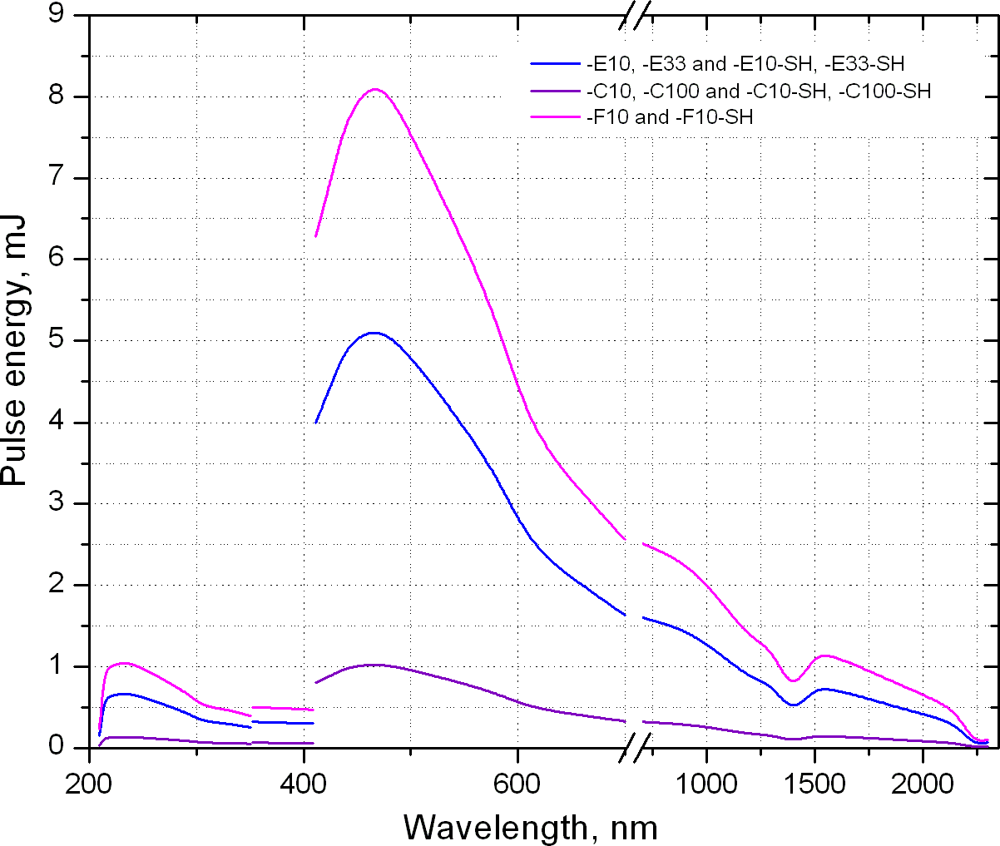 9
8
7
6
5
4
3
2
1
0
Pulse energy, mJ
-E10, -E33 and -E10-SH, -E33-SH
-C10, -C100 and -C10-SH, -C100-SH
-F10 and -F10-SH
200 400 600 1000 1500 2000
Wavelength, nm